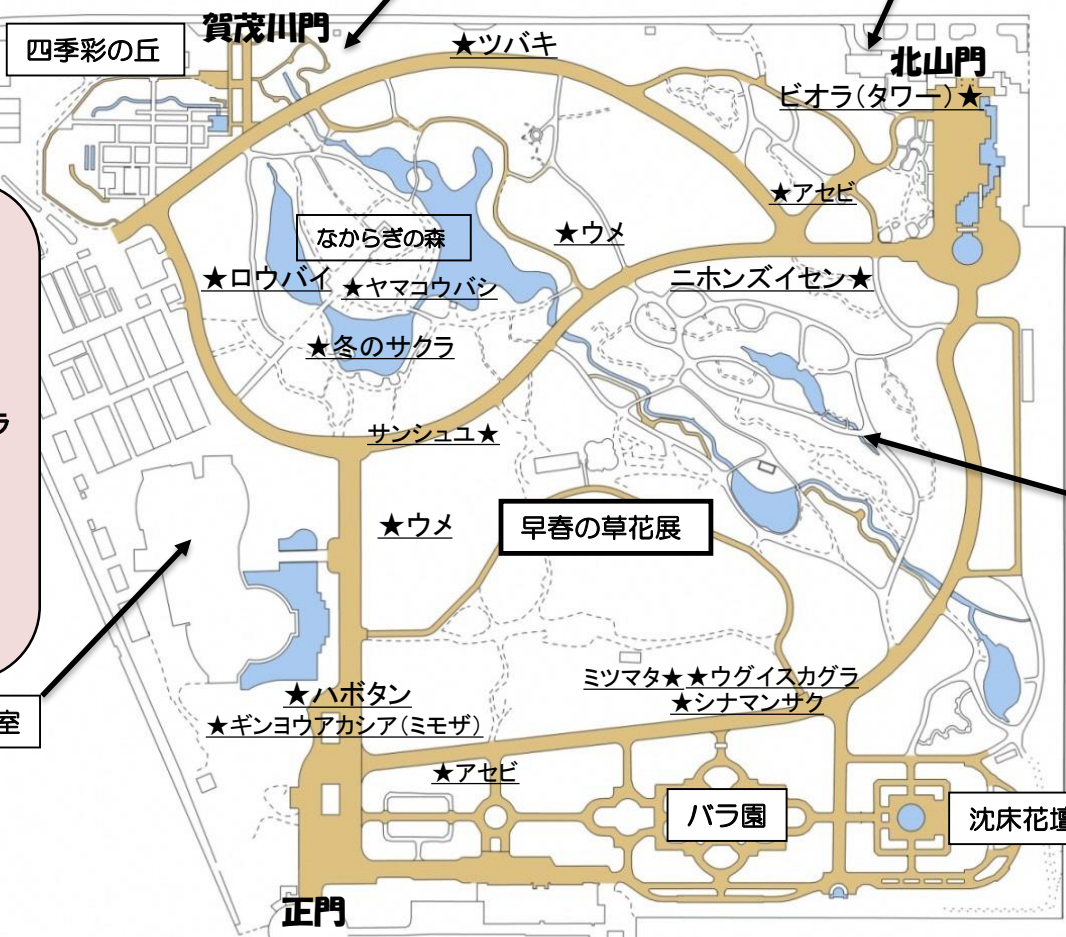 四季彩の丘
賀茂川門
★ツバキ
北山門
ビオラ(タワー)★
★アセビ
なからぎの森
★ウメ
★ロウバイ
★ヤマコウバシ
ニホンズイセン★
★冬のサクラ
ラ
サンシュユ★
★ウメ
早春の草花展
ミツマタ★★ウグイスカグラ
★シナマンサク
室
★ハボタン
★ギンヨウアカシア(ミモザ)
★アセビ
バラ園
沈床花壇
正門